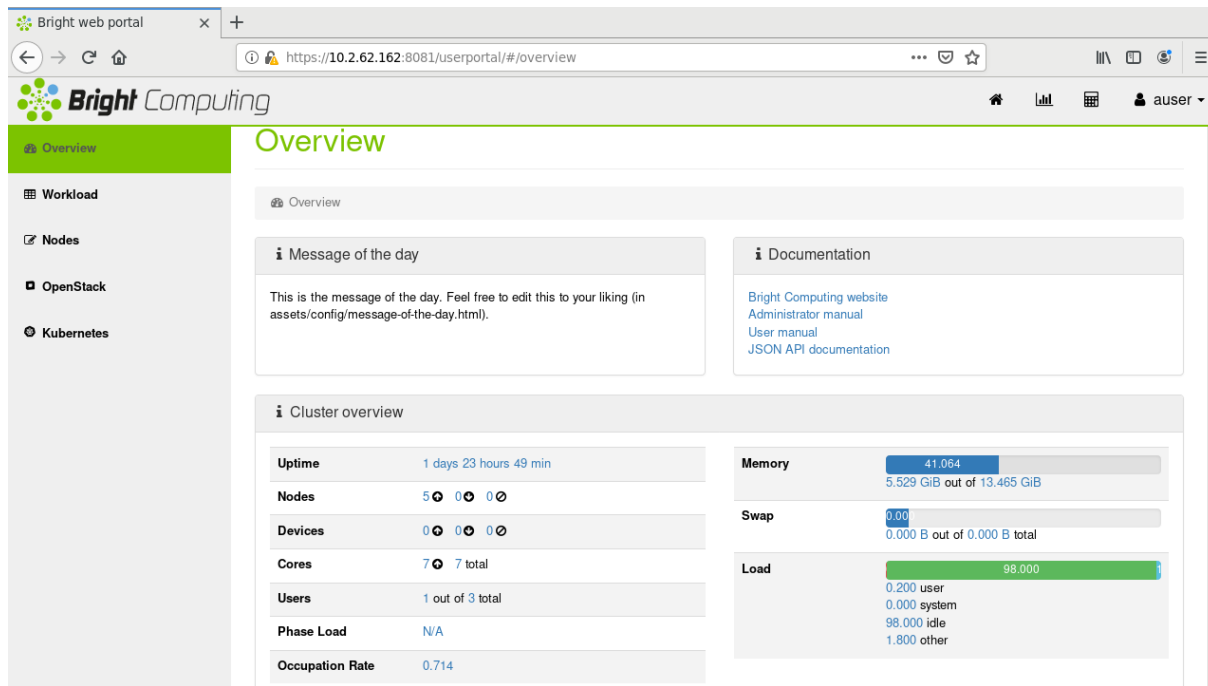 Bright web portal
https://10.2.62.162:8081/userportal/#/overview
Bright Computing
auser
Overview
Workload
Nodes
OpenStack
Kubernetes
Overview
Overview
Message of the day
This is the message of the day. Feel free to edit this to your liking (in
assets/config/message-of-the-day.html).
Documentation
Bright Computing website
Administrator manual
User manual
JSON API documentation
Cluster overview
Uptime 1 days 23 hours 49 min
Nodes 5 0 0
Devices 0 0 0
Cores 7 7 total
Users 1 out of 3 total
Phase Load N/A
Occupation Rate 0.714
Memory 41.064
5.529 GiB out of 13.465 GiB
Swap 0.00
0.000 B out of 0.000 B total
Load 98.000 1
0.200 user
0.000 system
98.000 idle
1.800 other